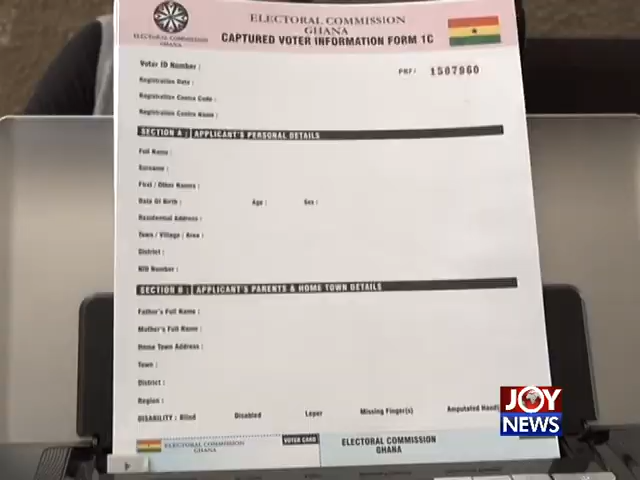 ELECTORAL COMMISSION
GHANA
CAPTURED VOTER INFORMATION FORM 1C
ELECTORAL COMMISSION
GHANA
Voter ID Number :
PRF: 1507960
Registration Date :
Registration Centre Code :
Registration Centre Name :
SECTION A : APPLICANT'S PERSONAL DETAILS
Full Name :
Surname :
First / Other Names :
Date Of Birth : Age : Sex :
Residential Address :
Town / Village / Area :
District :
NID Number :
SECTION B : APPLICANT'S PARENTS & HOME TOWN DETAILS
Father's Full Name :
Mother's Full Name :
Home Town Address :
Town :
District :
Region :
DISABILITY : Blind Disabled Leper Missing Finger(s) Amputated
ELECTORAL COMMISSION
GHANA
VOTER CARD
ELECTORAL COMMISSION
GHANA
JOY
NEWS